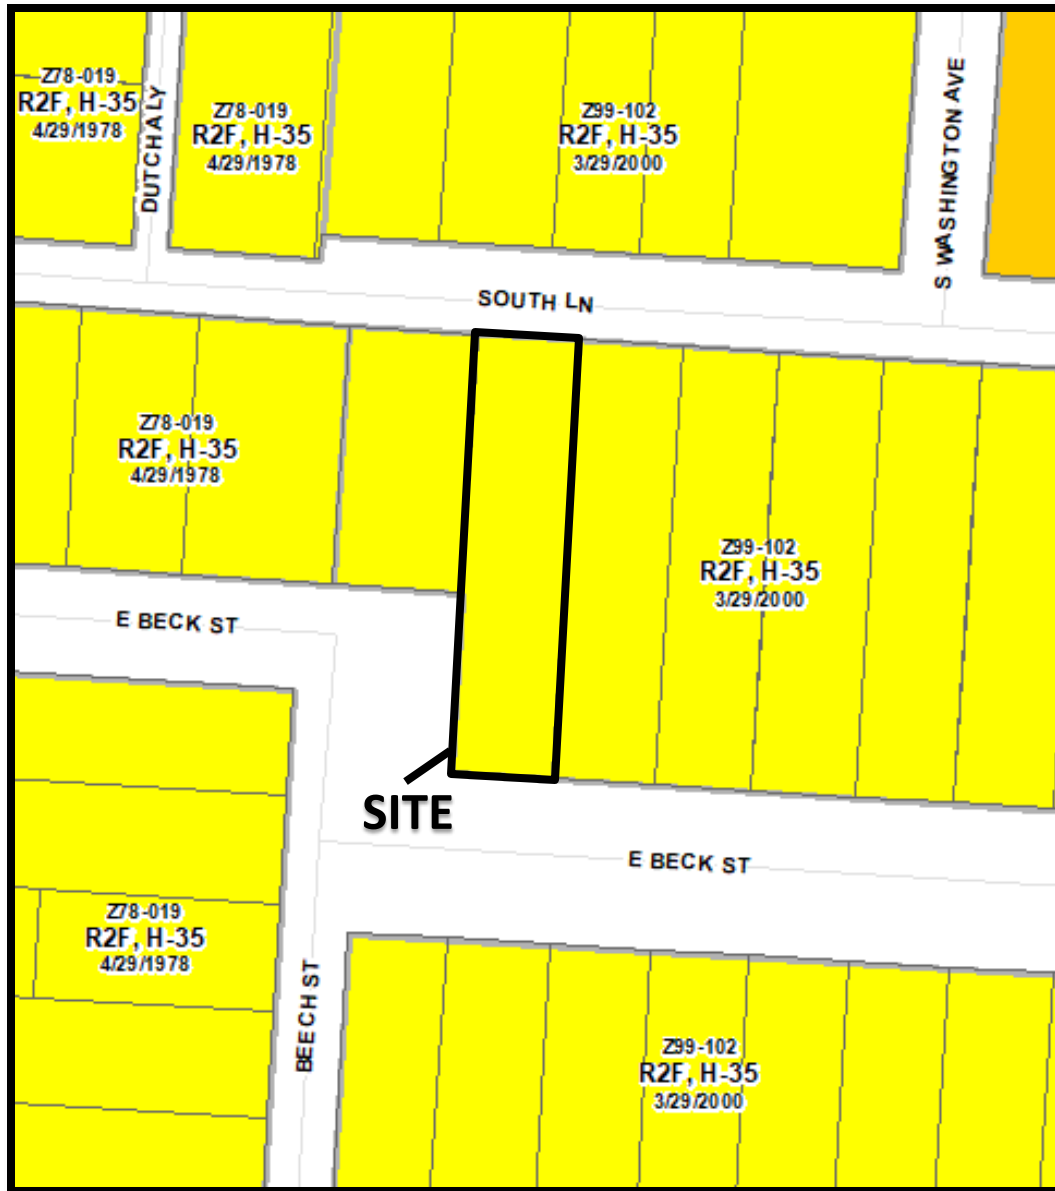 Z78-019
R2F, H-35
4/29/1978
DUTCH ALY
Z78-019
R2F, H-35
4/29/1978
Z99-102
R2F, H-35
3/29/2000
S WASHINGTON AVE
SOUTH LN
Z78-019
R2F, H-35
4/29/1978
Z99-102
R2F, H-35
3/29/2000
E BECK ST
SITE
E BECK ST
Z78-019
R2F, H-35
4/29/1978
BEECH ST
Z99-102
R2F, H-35
3/29/2000